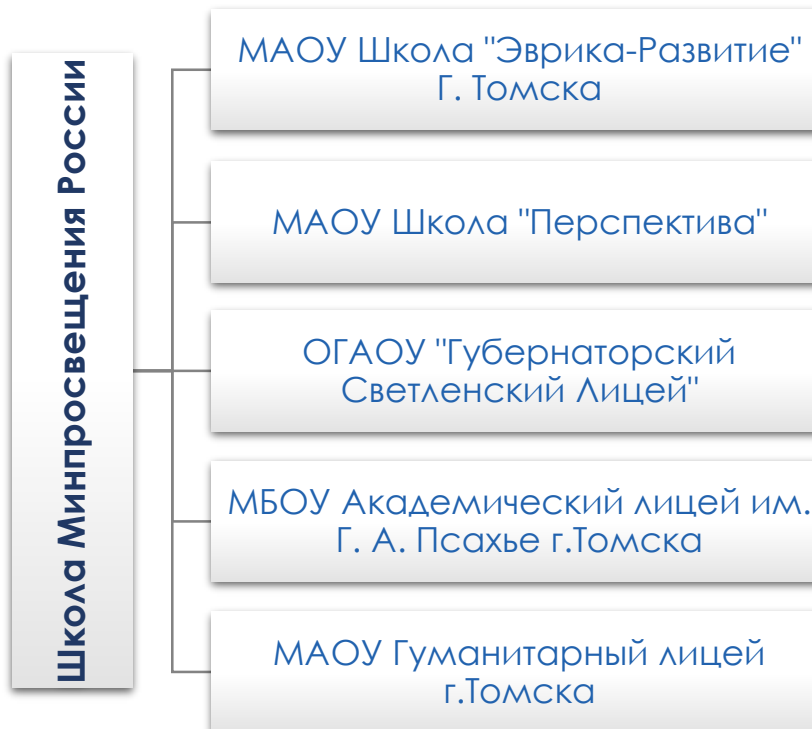 Школа Минпросвещения России
МАОУ Школа "Эврика-Развитие"
Г. Томска
МАОУ Школа "Перспектива"
ОГАОУ "Губернаторский
Светленский Лицей"
МБОУ Академический лицей им.
Г. А. Псахье г.Томска
МАОУ Гуманитарный лицей
г.Томска